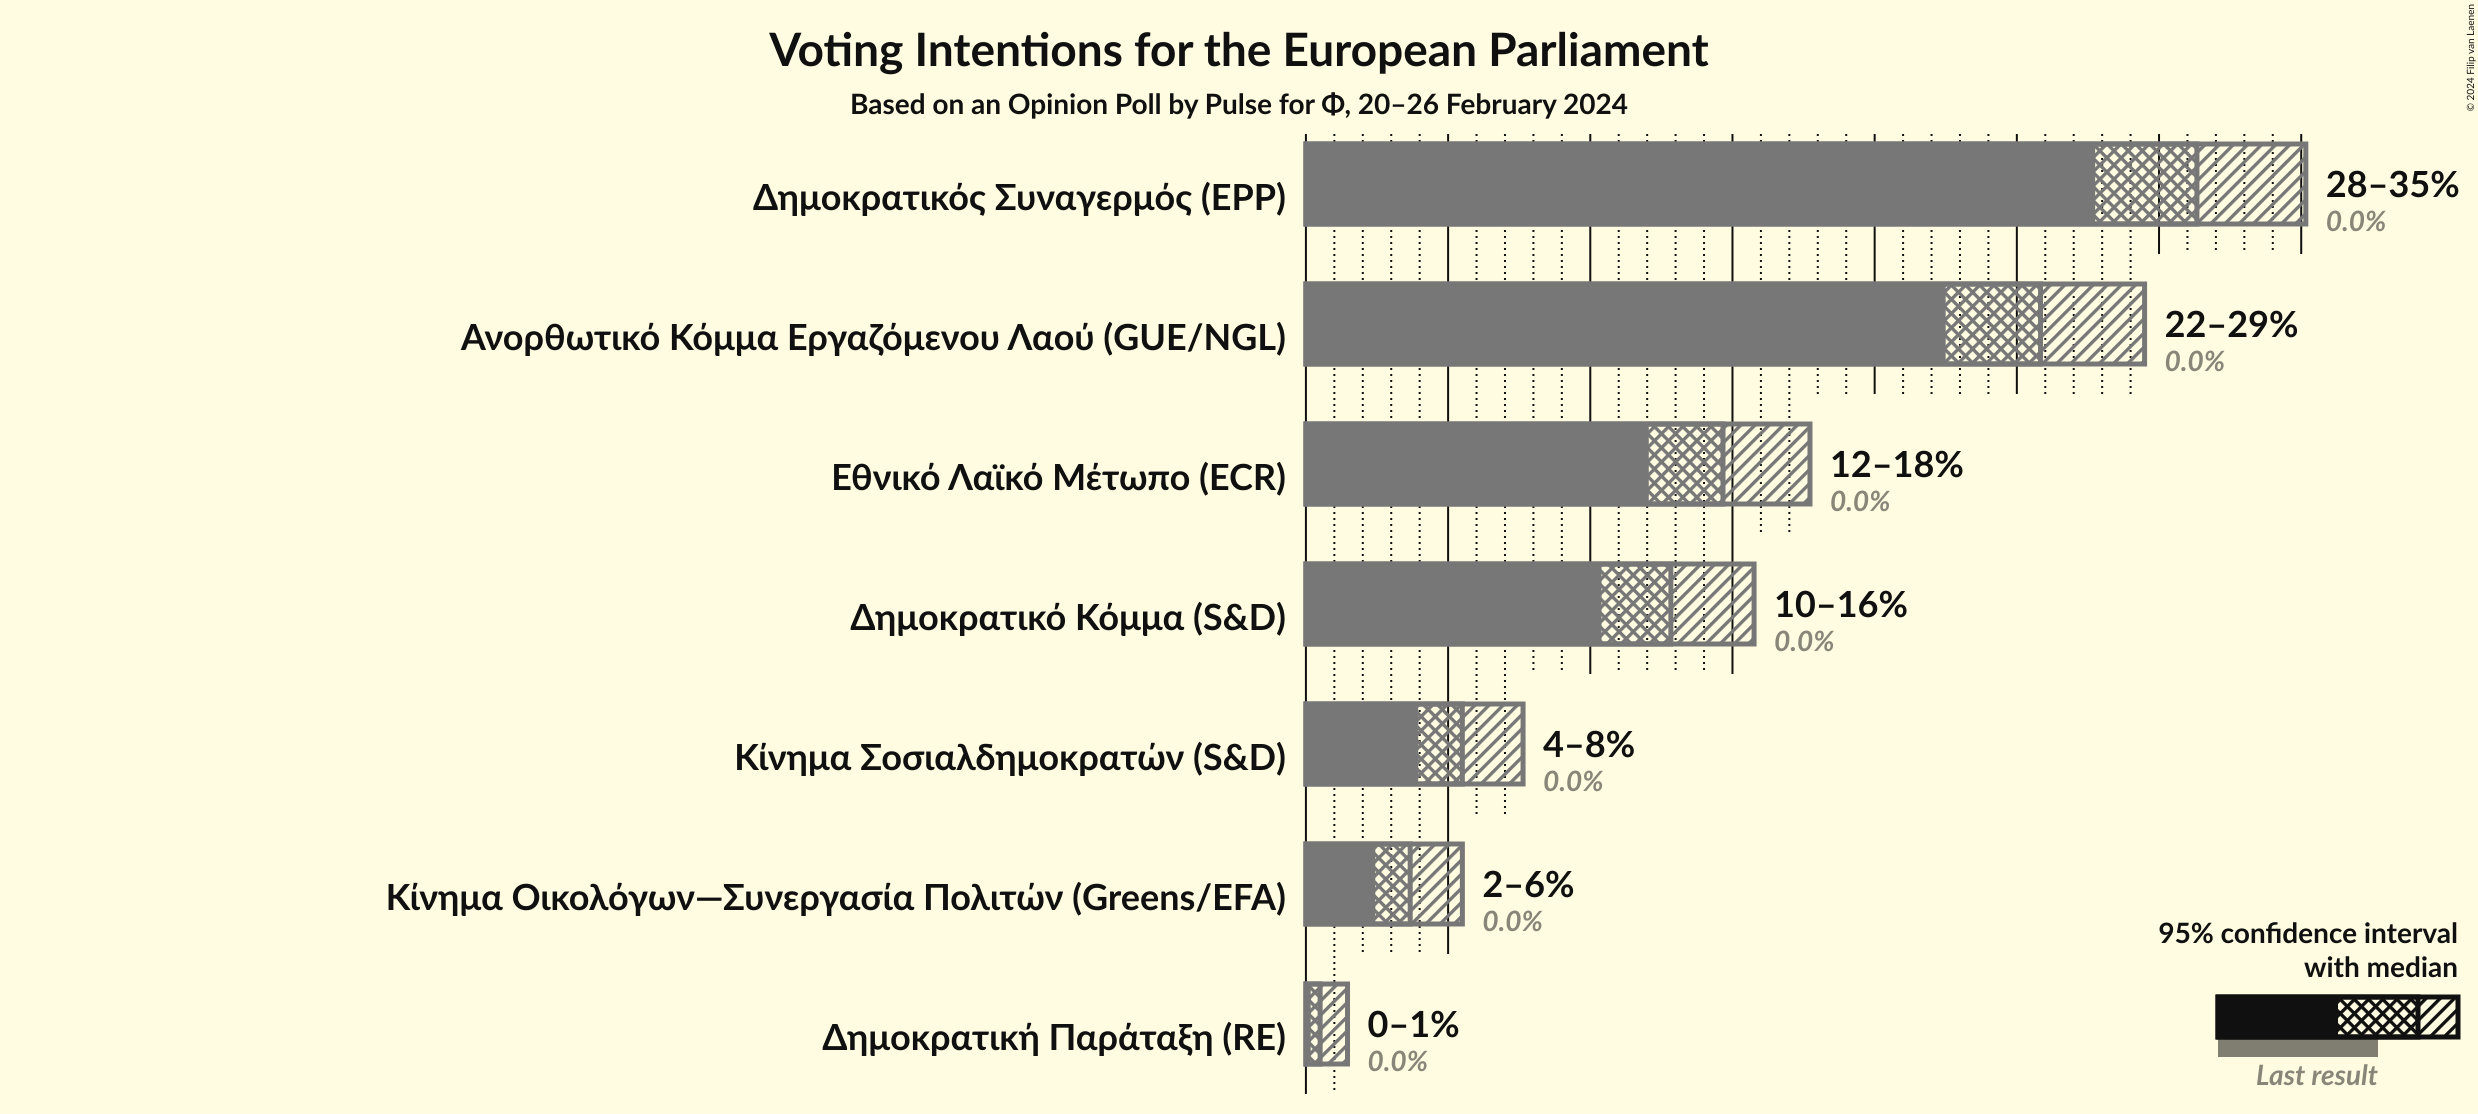 Voting Intentions for the European Parliament
Based on an Opinion Poll by Pulse for Φ, 20–26 February 2024
© 2024 Filip van Laenen
Δημοκρατικός Συναγερμός (EPP)
28–35%
0.0%
Ανορθωτικό Κόμμα Εργαζόμενου Λαού (GUE/NGL)
22–29%
0.0%
Εθνικό Λαϊκό Μέτωπο (ECR)
12–18%
0.0%
Δημοκρατικό Κόμμα (S&D)
10–16%
0.0%
Κίνημα Σοσιαλδημοκρατών (S&D)
4–8%
0.0%
Κίνημα Οικολόγων—Συνεργασία Πολιτών (Greens/EFA)
2–6%
0.0%
Δημοκρατική Παράταξη (RE)
0–1%
0.0%
95% confidence interval
with median
Last result